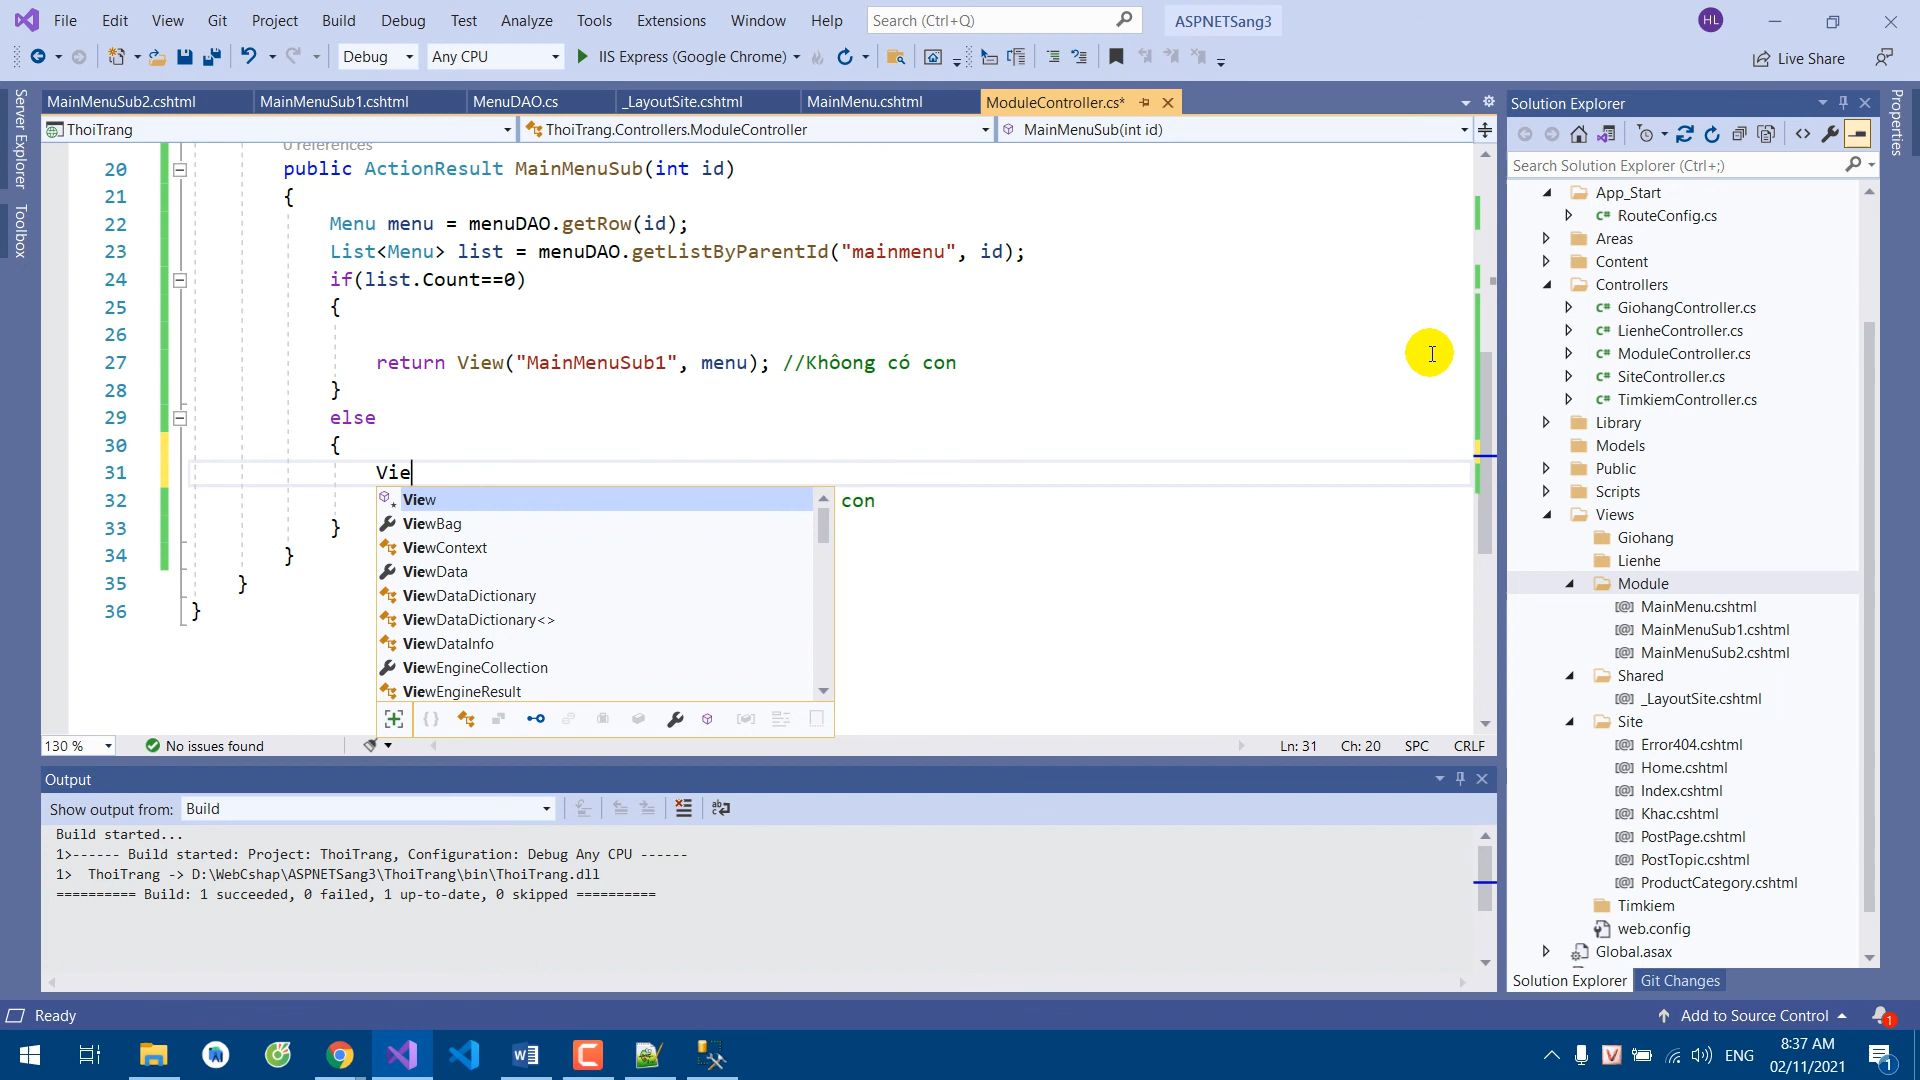 File Edit View Git Project Build Debug Test Analyze Tools Extensions Window Help Search (Ctrl+Q) ASPNETSang3 HL
Debug Any CPU IIS Express (Google Chrome) Live Share
MainMenuSub2.cshtml MainMenuSub1.cshtml MenuDAO.cs _LayoutSite.cshtml MainMenu.cshtml ModuleController.cs*
ThoiTrang ThoiTrang.Controllers.ModuleController MainMenuSub(int id)
Server Explorer
Toolbox
0 references
20 public ActionResult MainMenuSub(int id)
21 {
22 Menu menu = menuDAO.getRow(id);
23 List<Menu> list = menuDAO.getListByParentId("mainmenu", id);
24 if(list.Count==0)
25 {
26
27 return View("MainMenuSub1", menu); //Khôong có con
28 }
29 else
30 {
31 Vie
32 con
33 }
34 }
35 }
36 }
View
ViewBag
ViewContext
ViewData
ViewDataDictionary
ViewDataDictionary<>
ViewDataInfo
ViewEngineCollection
ViewEngineResult
130 % No issues found Ln: 31 Ch: 20 SPC CRLF
Output
Show output from: Build
Build started...
1>------ Build started: Project: ThoiTrang, Configuration: Debug Any CPU ------
1> ThoiTrang -> D:\WebCshap\ASPNETSang3\ThoiTrang\bin\ThoiTrang.dll
========== Build: 1 succeeded, 0 failed, 1 up-to-date, 0 skipped ==========
Solution Explorer
Search Solution Explorer (Ctrl+;)
App_Start
RouteConfig.cs
Areas
Content
Controllers
GiohangController.cs
LienheController.cs
ModuleController.cs
SiteController.cs
TimkiemController.cs
Library
Models
Public
Scripts
Views
Giohang
Lienhe
Module
MainMenu.cshtml
MainMenuSub1.cshtml
MainMenuSub2.cshtml
Shared
_LayoutSite.cshtml
Site
Error404.cshtml
Home.cshtml
Index.cshtml
Khac.cshtml
PostPage.cshtml
PostTopic.cshtml
ProductCategory.cshtml
Timkiem
web.config
Global.asax
Solution Explorer Git Changes
Properties
Ready Add to Source Control 1
ENG 8:37 AM
02/11/2021 1